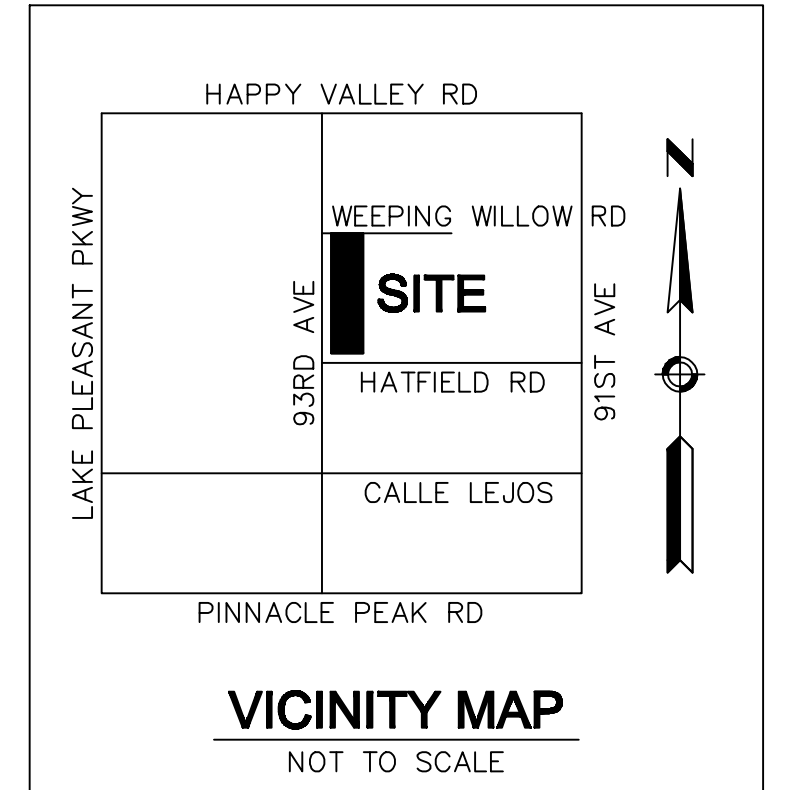 HAPPY VALLEY RD
N
WEEPING WILLOW RD
LAKE PLEASANT PKWY
93RD AVE
SITE
91ST AVE
HATFIELD RD
CALLE LEJOS
PINNACLE PEAK RD
VICINITY MAP
NOT TO SCALE